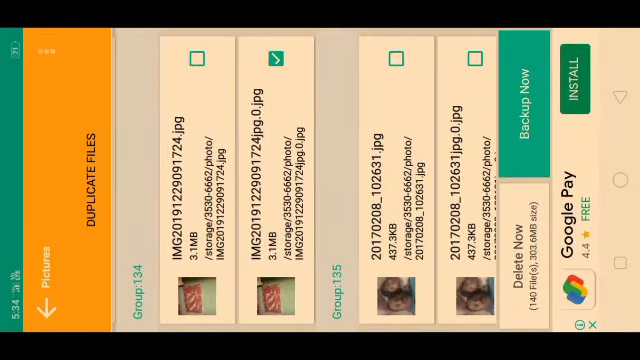 5:34
71
Pictures
DUPLICATE FILES
Group:134
IMG20191229091724.jpg
3.1MB
/storage/3530-6662/photo/
IMG20191229091724.jpg
IMG20191229091724jpg.0.jpg
3.1MB
/storage/3530-6662/photo/
IMG20191229091724jpg.0.jpg
Group:135
20170208_102631.jpg
437.3KB
/storage/3530-6662/photo/
20170208_102631.jpg
20170208_102631jpg.0.jpg
437.3KB
/storage/3530-6662/photo/
Delete Now
(140 File(s), 303.6MB size)
Backup Now
Google Pay
4.4 ★ FREE
INSTALL